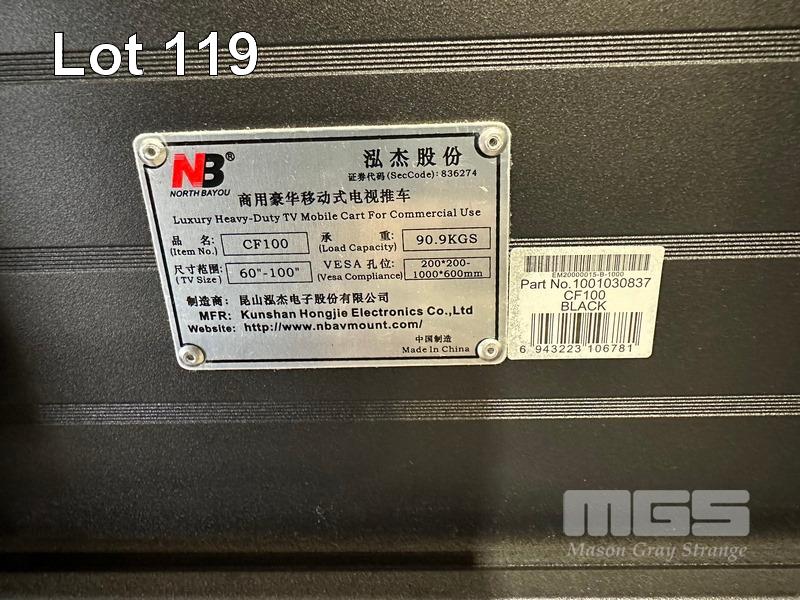 Lot 119
NB®
NORTH BAYOU
泓杰股份
证券代码(SecCode): 836274
商用豪华移动式电视推车
Luxury Heavy-Duty TV Mobile Cart For Commercial Use
品 名: CF100 承 重: 90.9KGS
(Item No.) (Load Capacity)
尺寸范围: 60"-100" VESA 孔位: 200*200-
(TV Size) (Vesa Compliance) 1000*600mm
制造商: 昆山泓杰电子股份有限公司
MFR: Kunshan Hongjie Electronics Co.,Ltd
Website: http://www.nbavmount.com/
中国制造
Made In China
EM20000015-B-1000
Part No.1001030837
CF100
BLACK
6 943223 106781
MGS
Mason Gray Strange